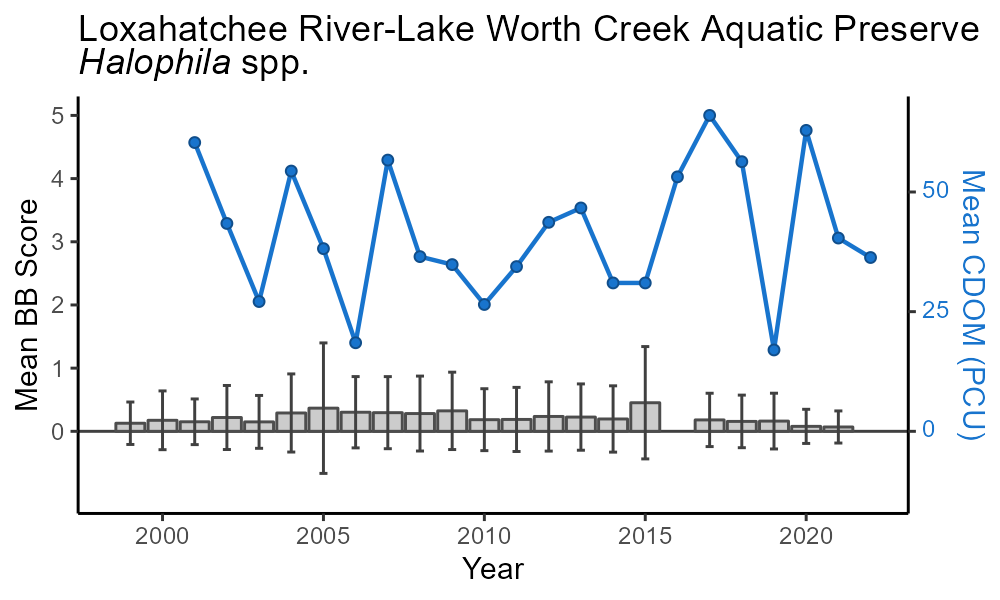 Loxahatchee River-Lake Worth Creek Aquatic Preserve
Halophila spp.
Mean BB Score
5
4
3
2
1
0
50
25
0
Mean CDOM (PCU)
2000 2005 2010 2015 2020
Year